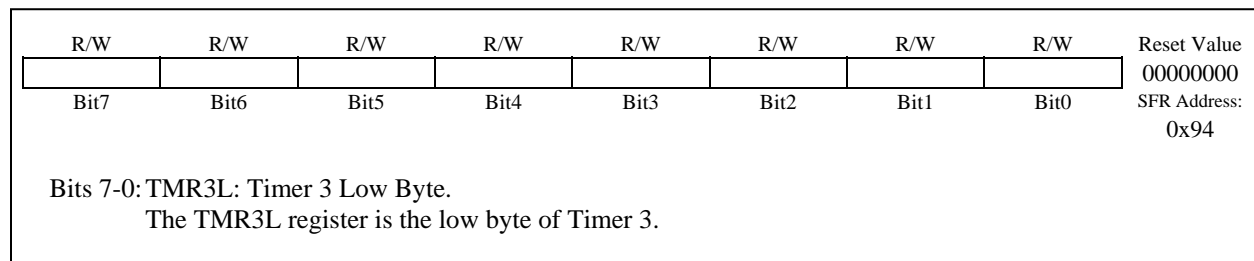 R/W R/W R/W R/W R/W R/W R/W R/W Reset Value
00000000
Bit7 Bit6 Bit5 Bit4 Bit3 Bit2 Bit1 Bit0 SFR Address:
0x94
Bits 7-0: TMR3L: Timer 3 Low Byte.
The TMR3L register is the low byte of Timer 3.